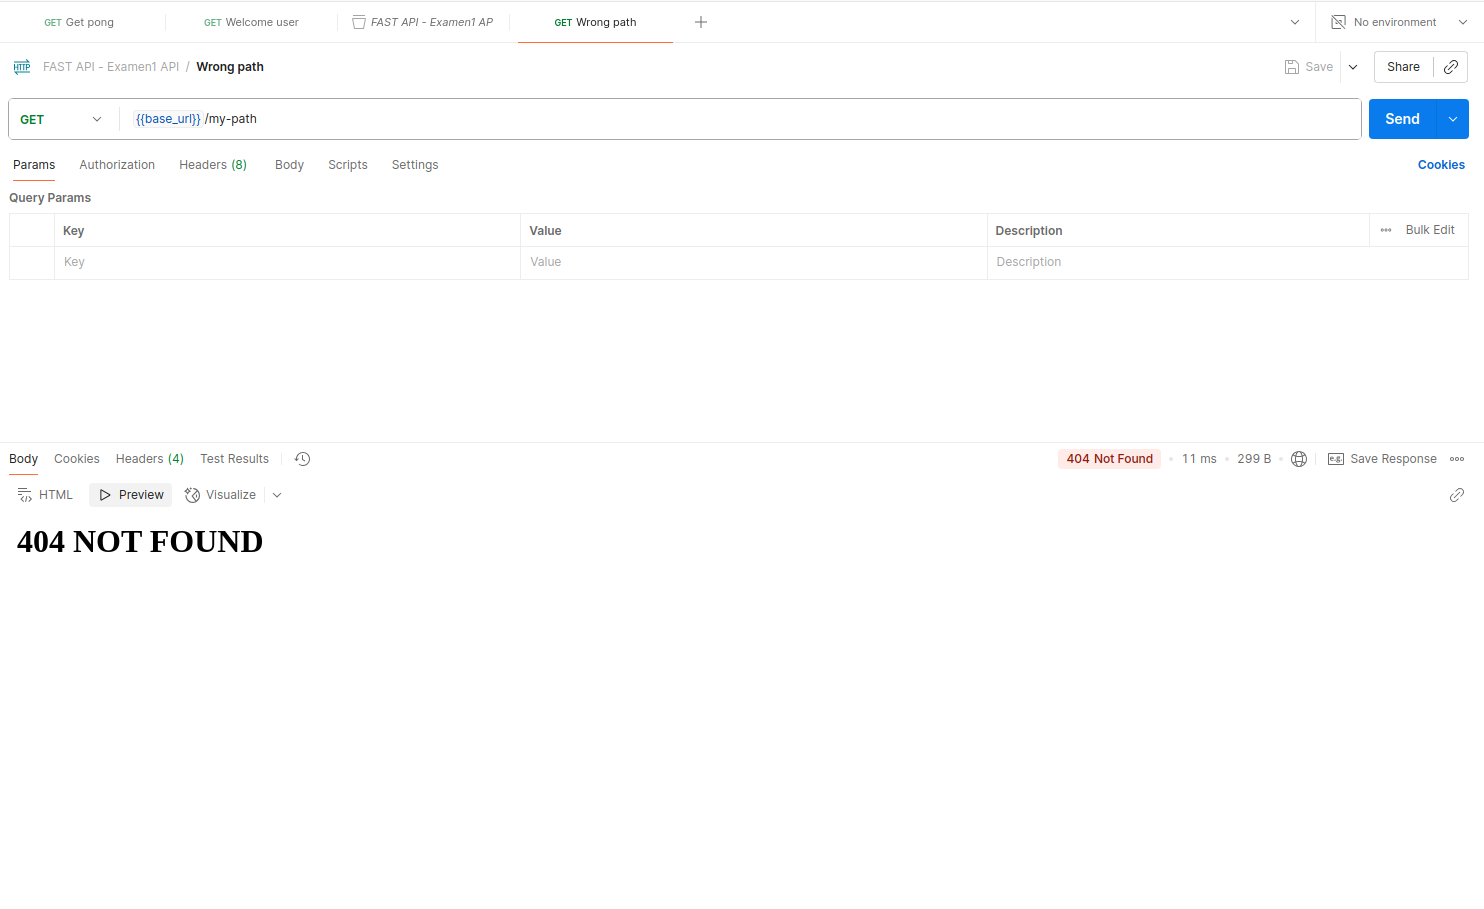 GET Get pong GET Welcome user FAST API - Examen1 AP GET Wrong path No environment
HTTP FAST API - Examen1 API / Wrong path Save Share
GET {{base_url}} /my-path Send
Params Authorization Headers (8) Body Scripts Settings Cookies
Query Params
Key Value Description Bulk Edit
Key Value Description
Body Cookies Headers (4) Test Results 404 Not Found • 11 ms • 299 B • e.g. Save Response
HTML Preview Visualize
404 NOT FOUND